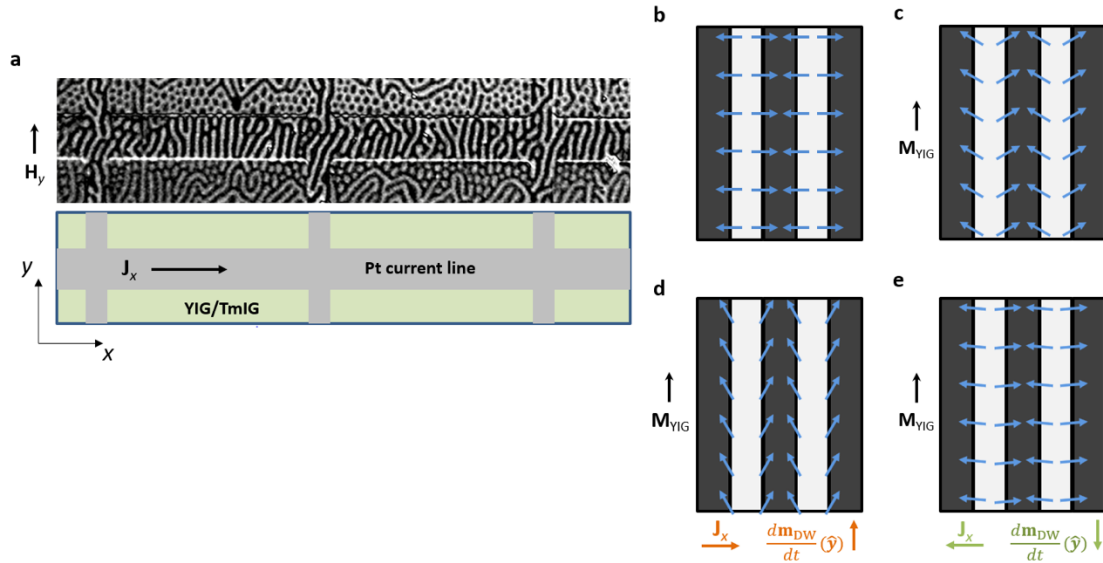 a
H_y
J_x
Pt current line
y
YIG/TmIG
x
b
c
M_YIG
d
e
M_YIG
M_YIG
J_x
dm_DW/dt (ŷ)
J_x
dm_DW/dt (ŷ)